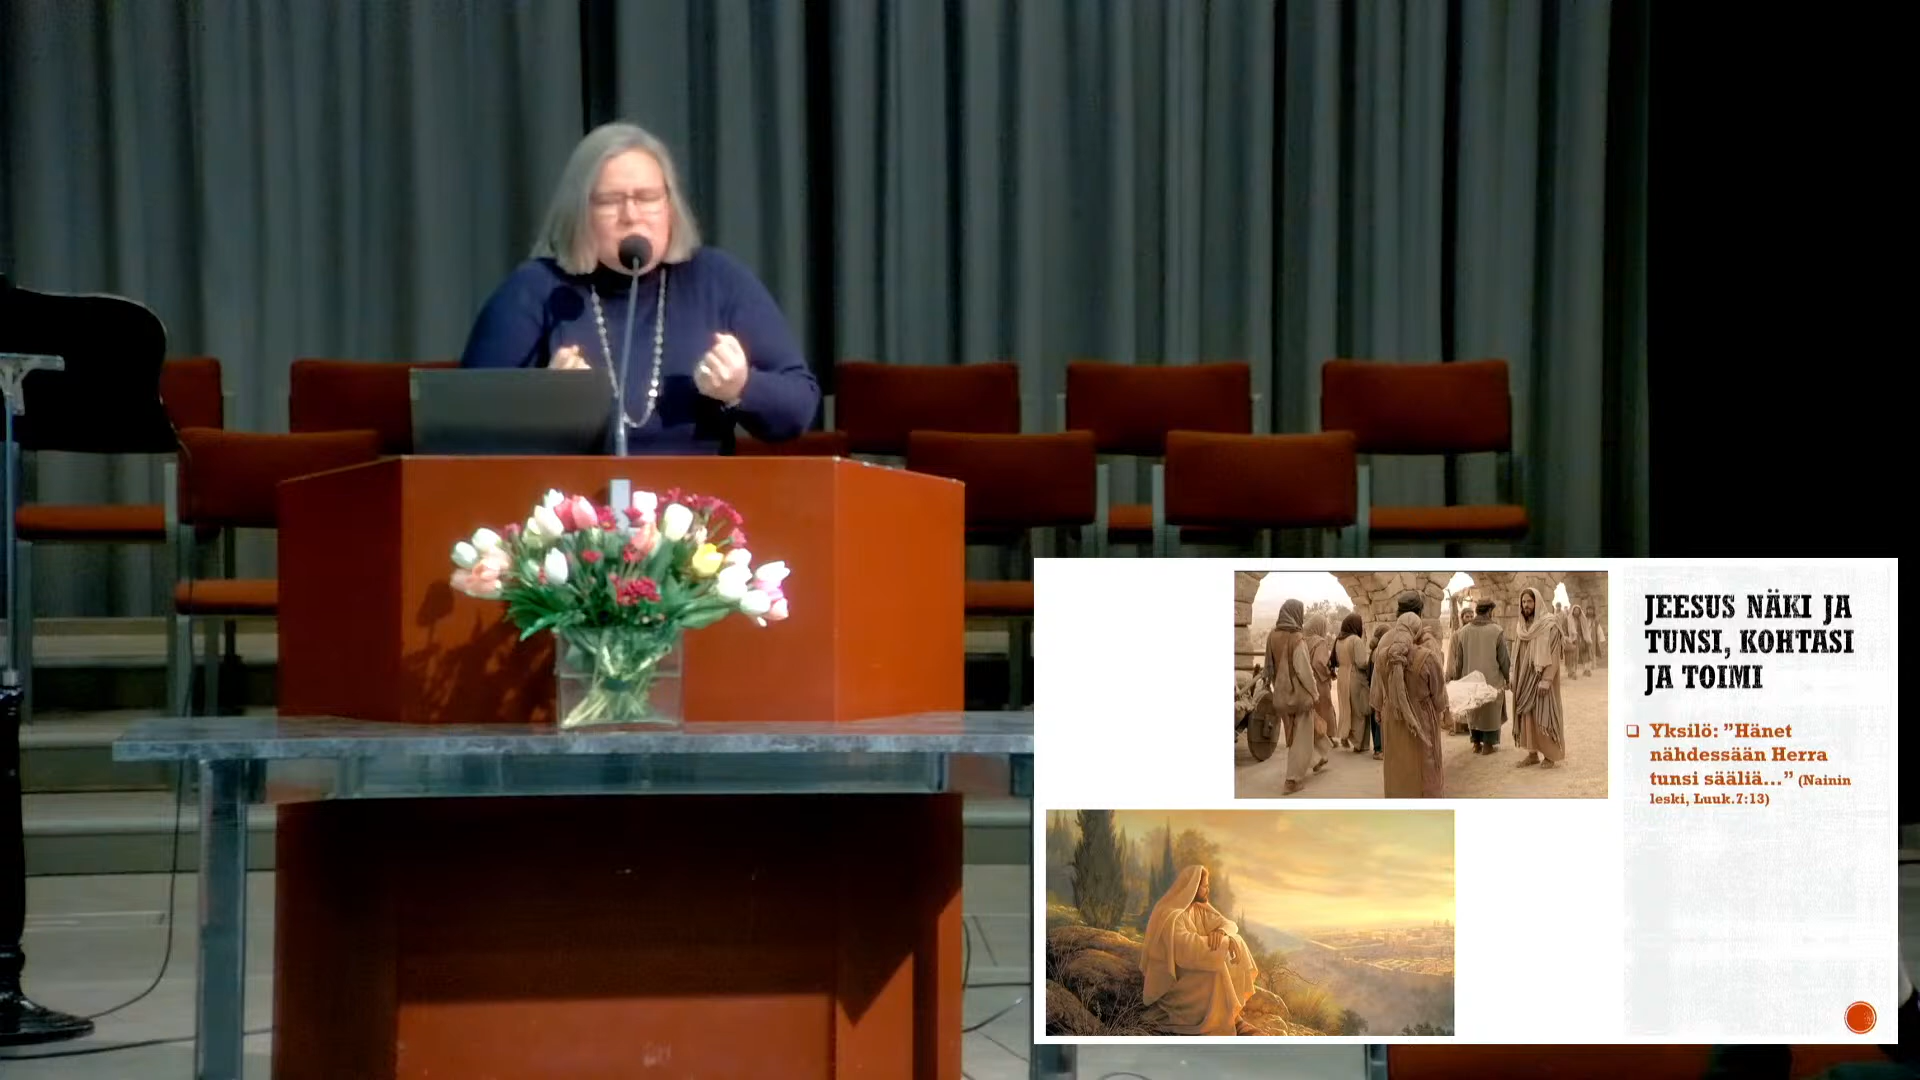 JEESUS NÄKI JA
TUNSI, KOHTASI
JA TOIMI
❑ Yksilö: ”Hänet
nähdessään Herra
tunsi sääliä...” (Nainin
leski, Luuk.7:13)